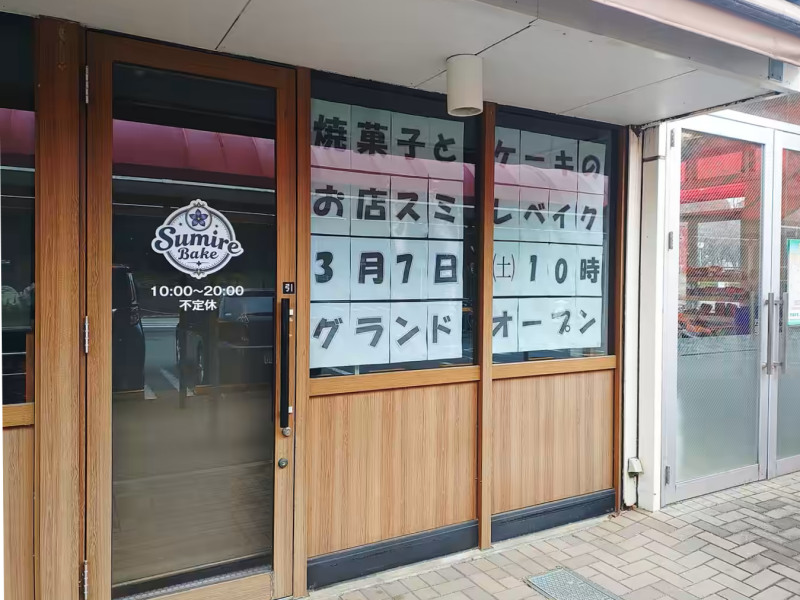 Sumire
Bake
10:00～20:00
不定休
引
焼菓子とケーキの
お店スミレベイク
3月7日(土)10時
グランドオープン